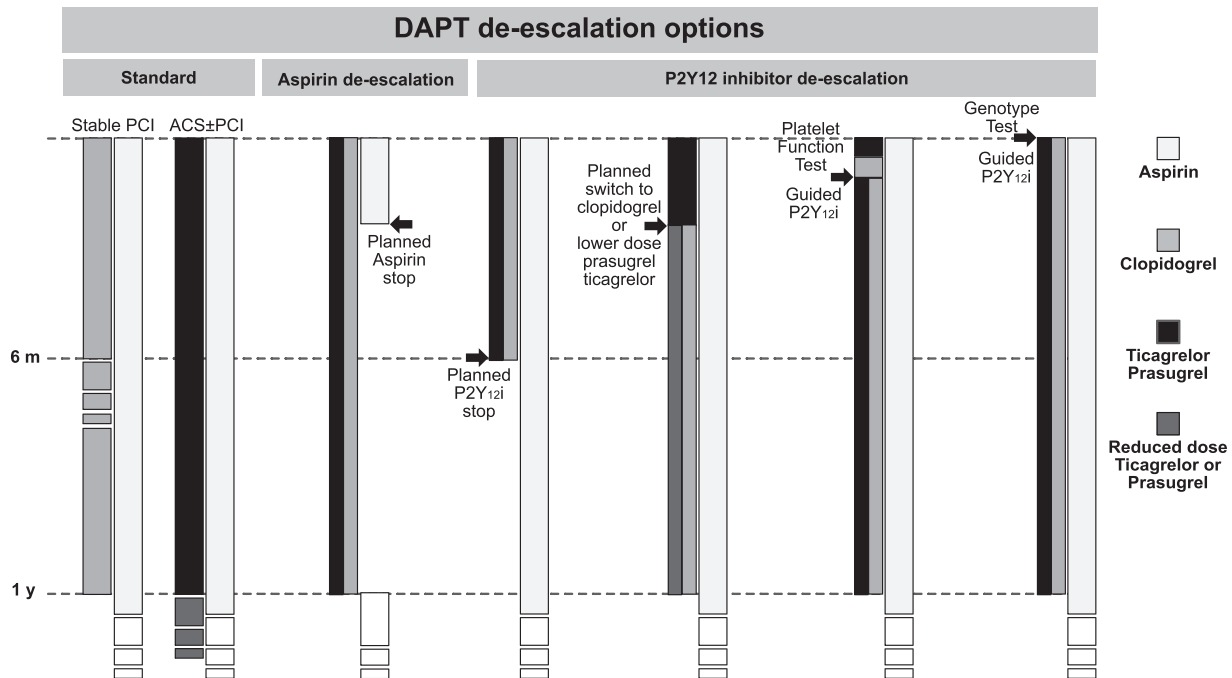 DAPT de-escalation options
Standard
Aspirin de-escalation
P2Y12 inhibitor de-escalation
Stable PCI
ACS±PCI
Planned
Aspirin
stop
Planned
P2Y12i
stop
Planned
switch to
clopidogrel
or
lower dose
prasugrel
ticagrelor
Platelet
Function
Test
Guided
P2Y12i
Genotype
Test
Guided
P2Y12i
6 m
1 y
Aspirin
Clopidogrel
Ticagrelor
Prasugrel
Reduced dose
Ticagrelor or
Prasugrel